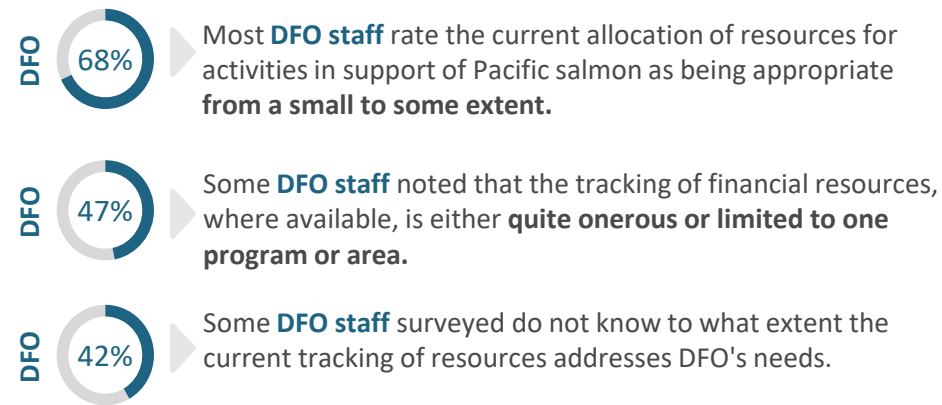 DFO
68%
Most DFO staff rate the current allocation of resources for
activities in support of Pacific salmon as being appropriate
from a small to some extent.
DFO
47%
Some DFO staff noted that the tracking of financial resources,
where available, is either quite onerous or limited to one
program or area.
DFO
42%
Some DFO staff surveyed do not know to what extent the
current tracking of resources addresses DFO's needs.